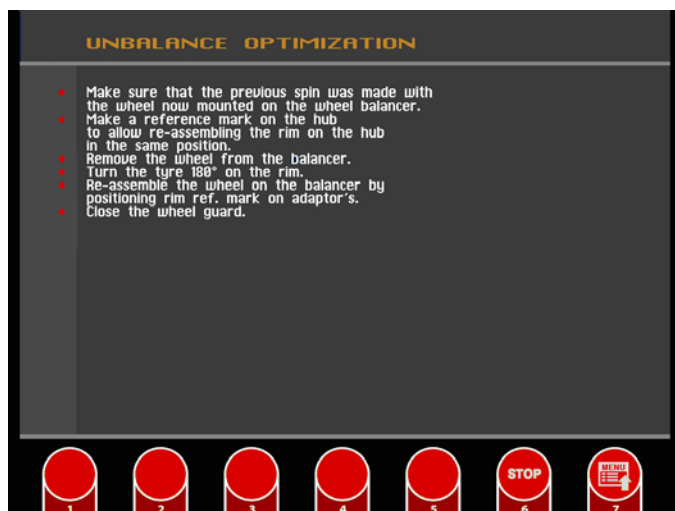 UNBALANCE OPTIMIZATION
Make sure that the previous spin was made with
the wheel now mounted on the wheel balancer.
Make a reference mark on the hub
to allow re-assembling the rim on the hub
in the same position.
Remove the wheel from the balancer.
Turn the tyre 180° on the rim.
Re-assemble the wheel on the balancer by
positioning rim ref. mark on adaptor's.
Close the wheel guard.
STOP
MENU
1 2 3 4 5 6 7